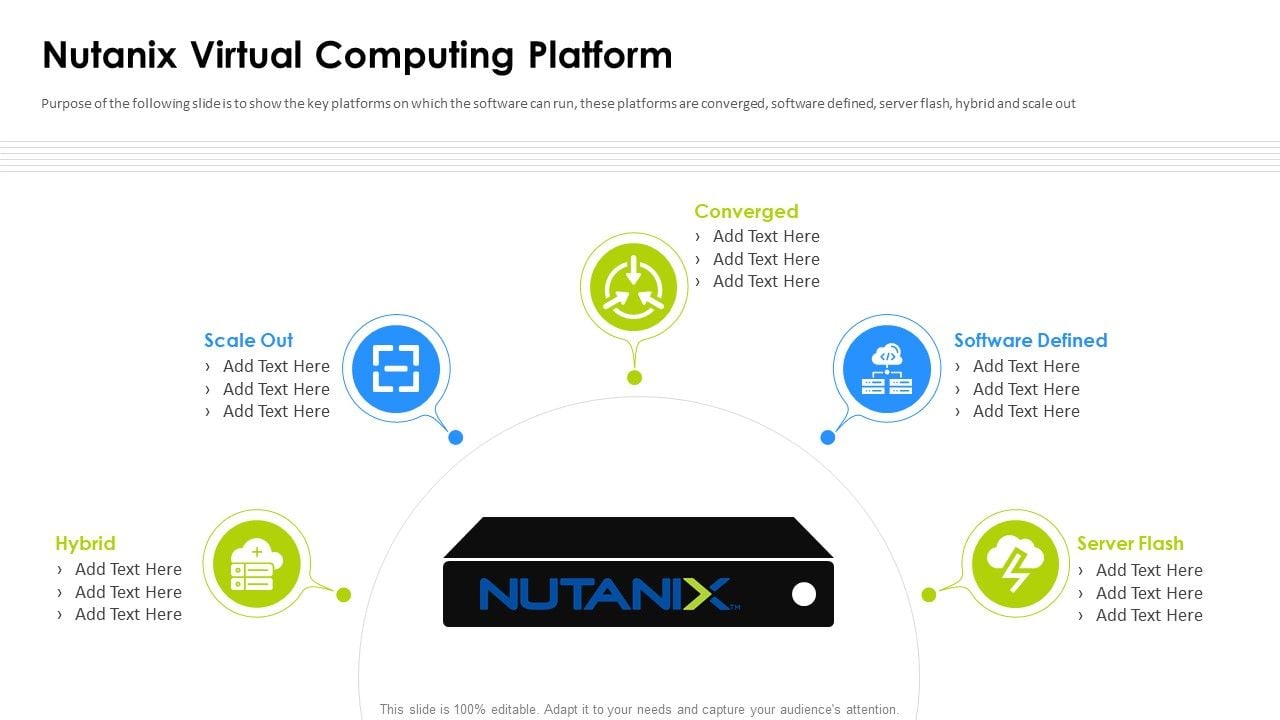 Nutanix Virtual Computing Platform
Purpose of the following slide is to show the key platforms on which the software can run, these platforms are converged, software defined, server flash, hybrid and scale out
Converged
› Add Text Here
› Add Text Here
› Add Text Here
Scale Out
› Add Text Here
› Add Text Here
› Add Text Here
Software Defined
› Add Text Here
› Add Text Here
› Add Text Here
Hybrid
› Add Text Here
› Add Text Here
› Add Text Here
Server Flash
› Add Text Here
› Add Text Here
› Add Text Here
NUTANIX™
This slide is 100% editable. Adapt it to your needs and capture your audience's attention.